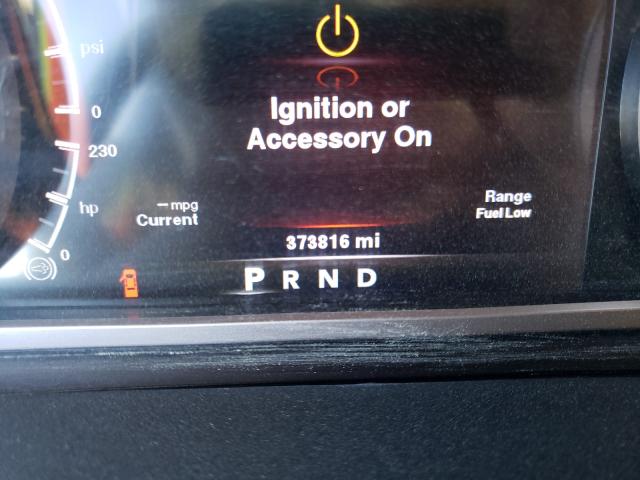 psi
0
230
hp
0
Ignition or
Accessory On
--mpg
Current
Range
Fuel Low
373816 mi
P R N D